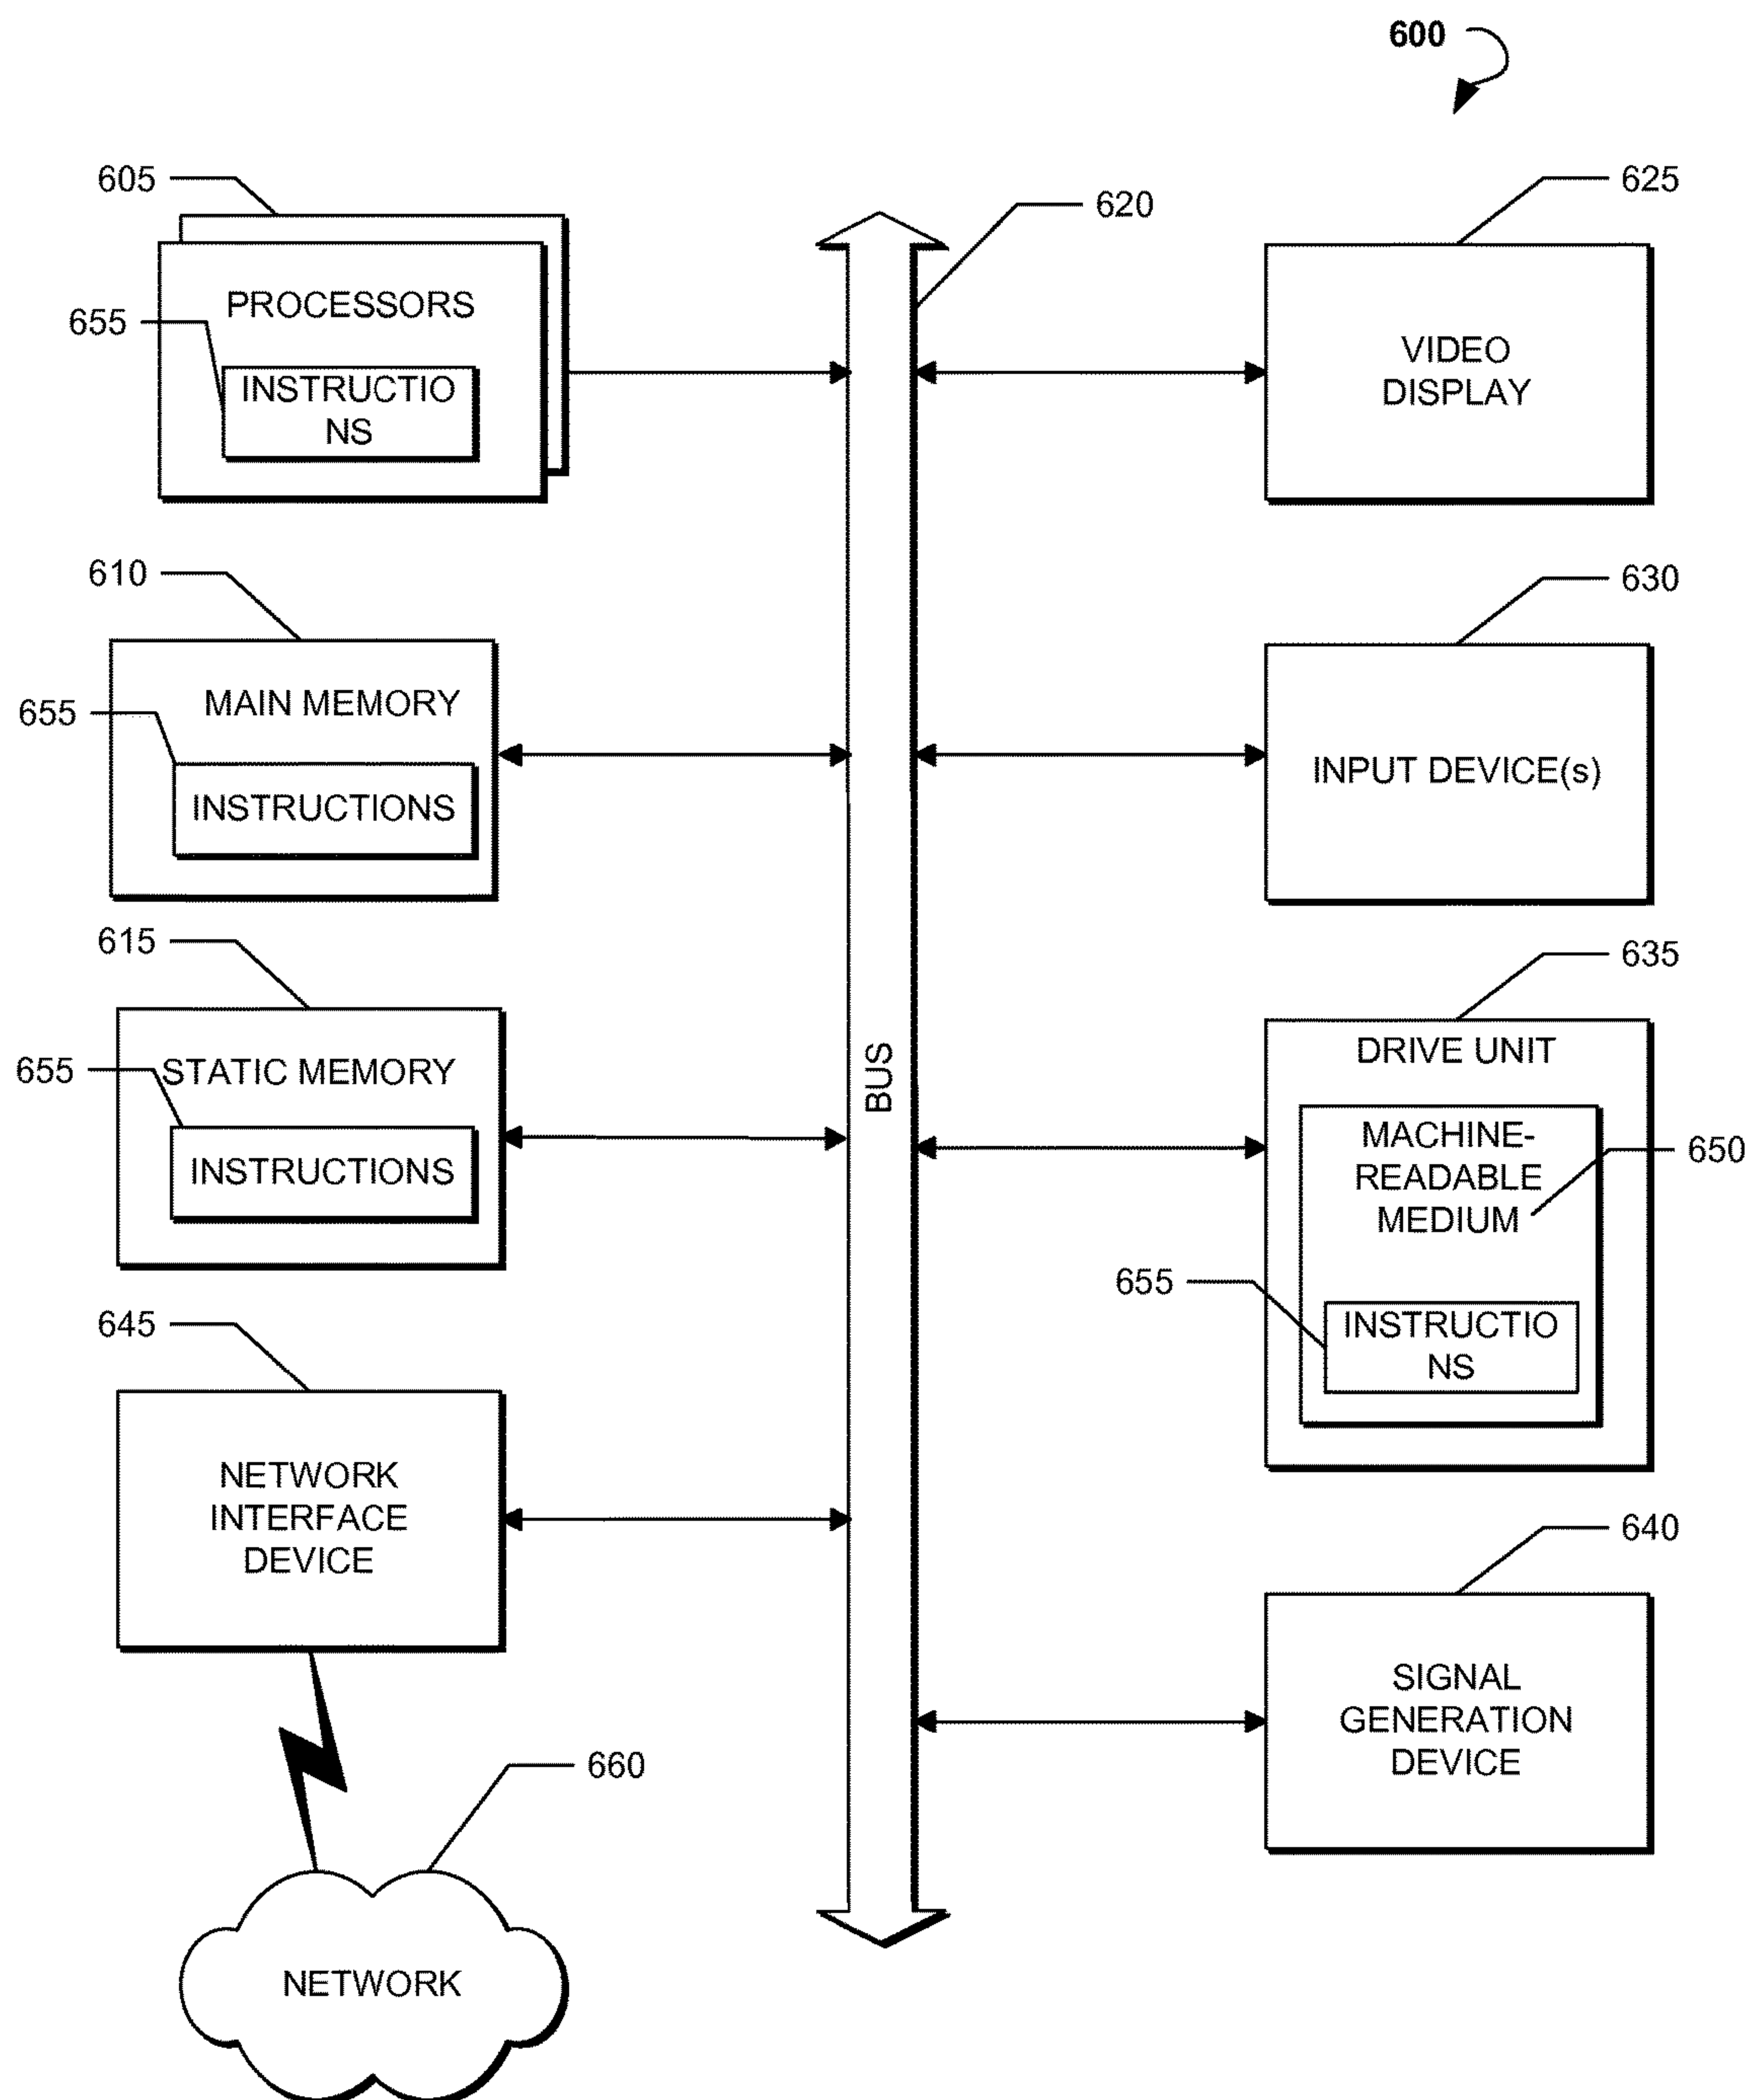 600
605
620
625
PROCESSORS
655
INSTRUCTIO
NS
VIDEO
DISPLAY
610
630
MAIN MEMORY
655
INSTRUCTIONS
INPUT DEVICE(s)
615
635
STATIC MEMORY
655
INSTRUCTIONS
BUS
DRIVE UNIT
MACHINE-
READABLE
MEDIUM
650
655
INSTRUCTIO
NS
645
NETWORK
INTERFACE
DEVICE
640
SIGNAL
GENERATION
DEVICE
660
NETWORK